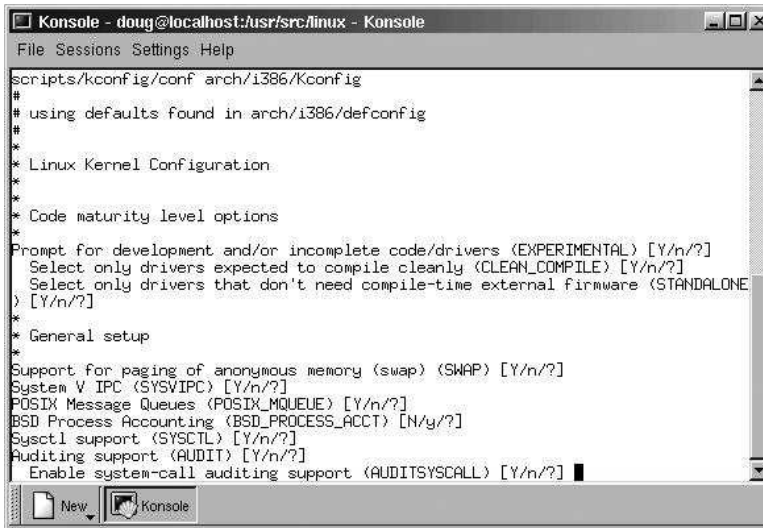 Konsole - doug@localhost:/usr/src/linux - Konsole
File Sessions Settings Help
scripts/kconfig/conf arch/i386/Kconfig
#
# using defaults found in arch/i386/defconfig
#
*
* Linux Kernel Configuration
*
*
* Code maturity level options
*
Prompt for development and/or incomplete code/drivers (EXPERIMENTAL) [Y/n/?]
Select only drivers expected to compile cleanly (CLEAN_COMPILE) [Y/n/?]
Select only drivers that don't need compile-time external firmware (STANDALONE
) [Y/n/?]
*
* General setup
*
Support for paging of anonymous memory (swap) (SWAP) [Y/n/?]
System V IPC (SYSVIPC) [Y/n/?]
POSIX Message Queues (POSIX_MQUEUE) [Y/n/?]
BSD Process Accounting (BSD_PROCESS_ACCT) [N/y/?]
Sysctl support (SYSCTL) [Y/n/?]
Auditing support (AUDIT) [Y/n/?]
Enable system-call auditing support (AUDITSYSCALL) [Y/n/?]
New Konsole